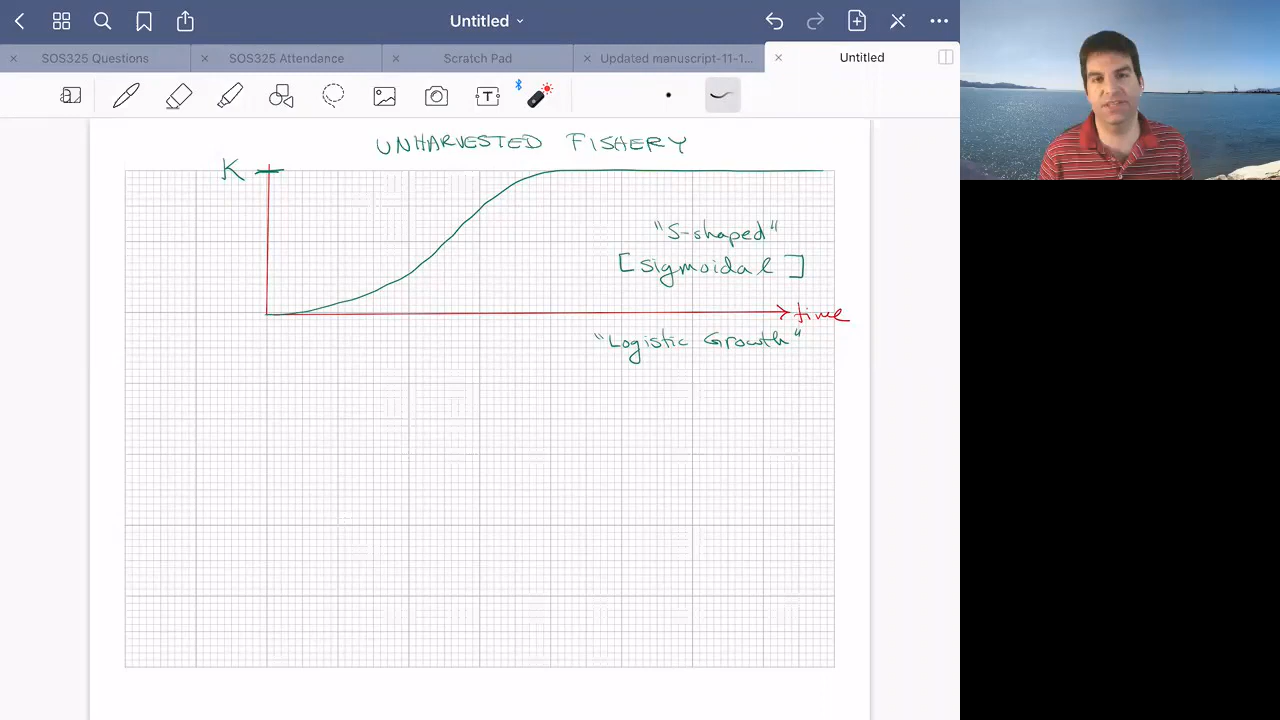 Untitled
SOS325 Questions
SOS325 Attendance
Scratch Pad
Updated manuscript-11-1...
Untitled
UNHARVESTED FISHERY
K
"S-shaped"
[Sigmoidal]
time
"Logistic Growth"